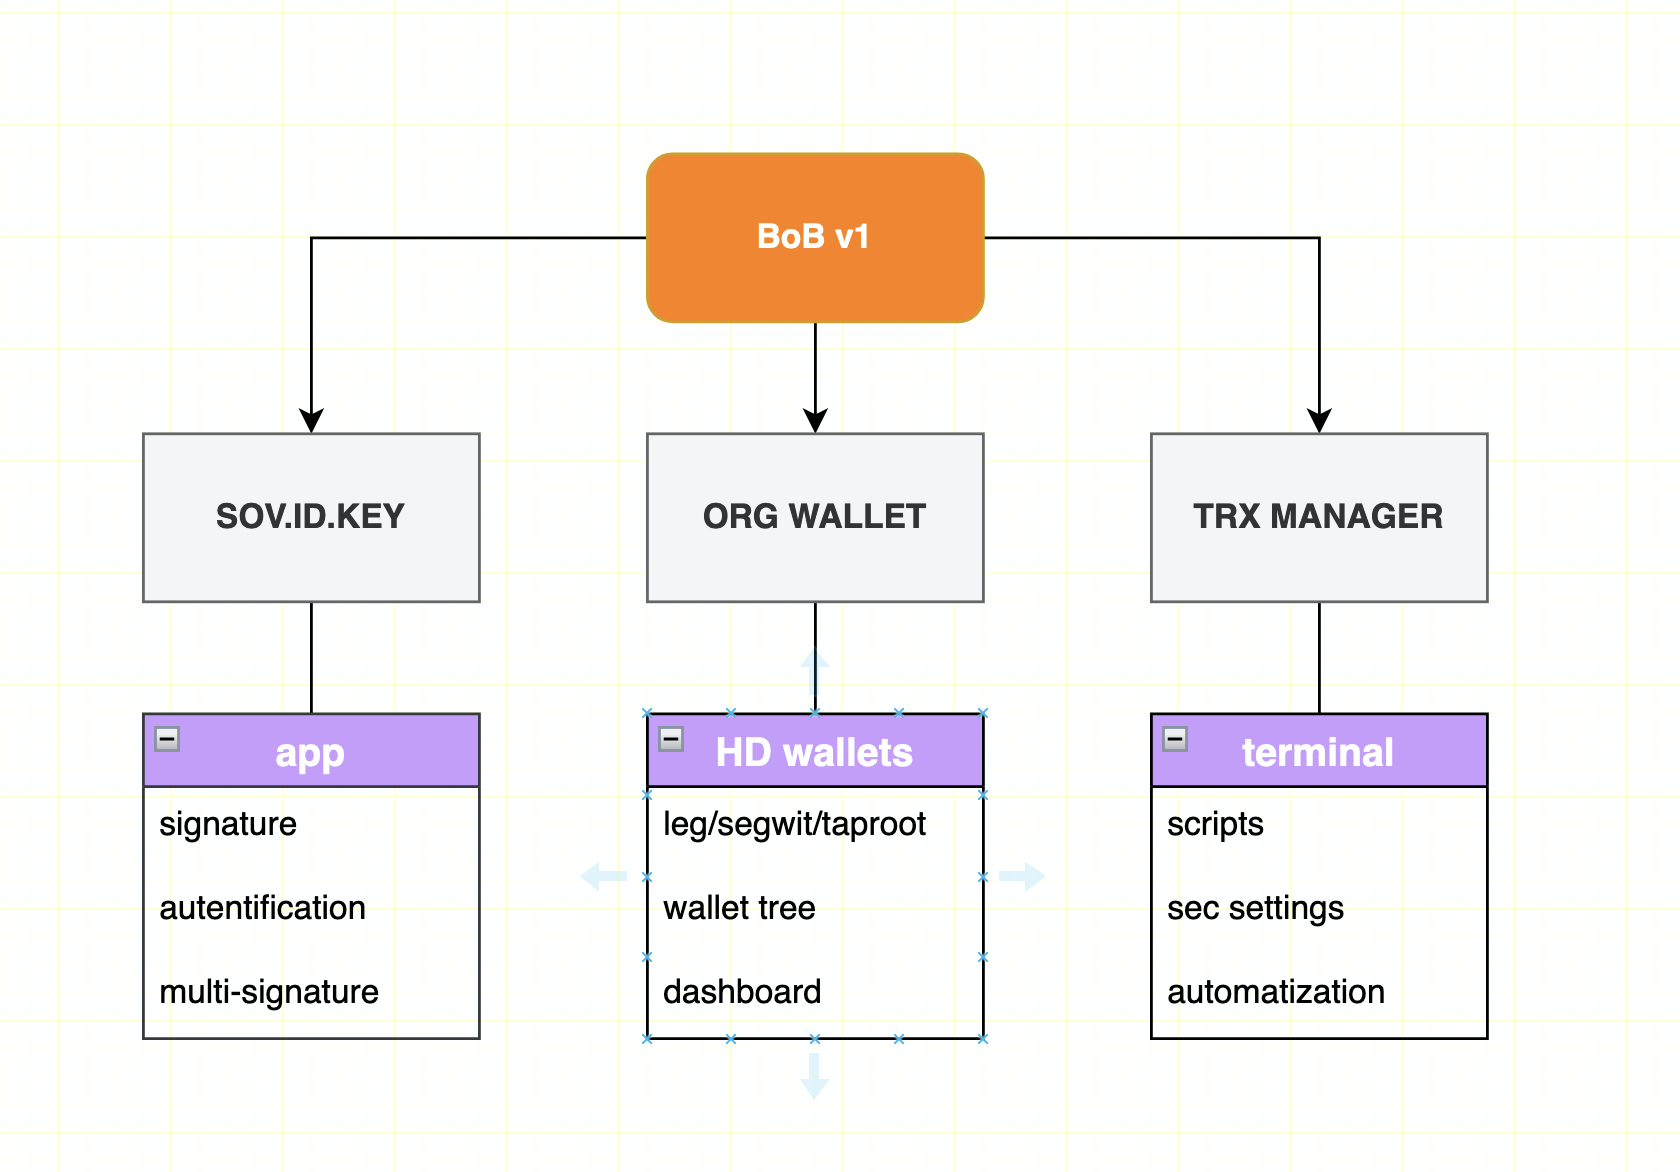 BoB v1
SOV.ID.KEY
ORG WALLET
TRX MANAGER
app
signature
autentification
multi-signature
HD wallets
leg/segwit/taproot
wallet tree
dashboard
terminal
scripts
sec settings
automatization